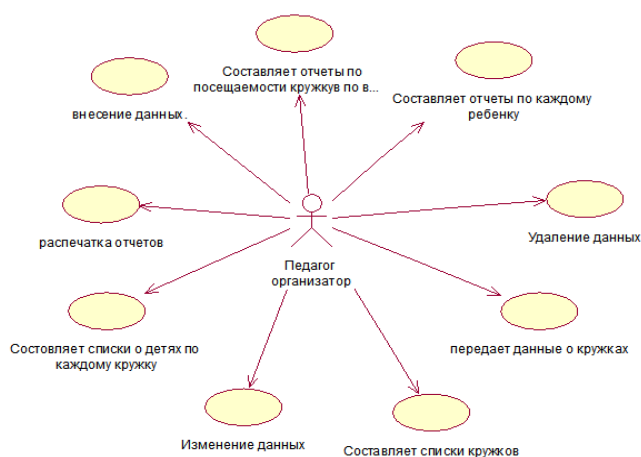 Составляет отчеты по
посещаемости кружкув по в...
Составляет отчеты по каждому
ребенку
внесение данных.
распечатка отчетов
Удаление данных
Педагог
организатор
Состовляет списки о детях по
каждому кружку
передает данные о кружках
Изменение данных
Составляет списки кружков